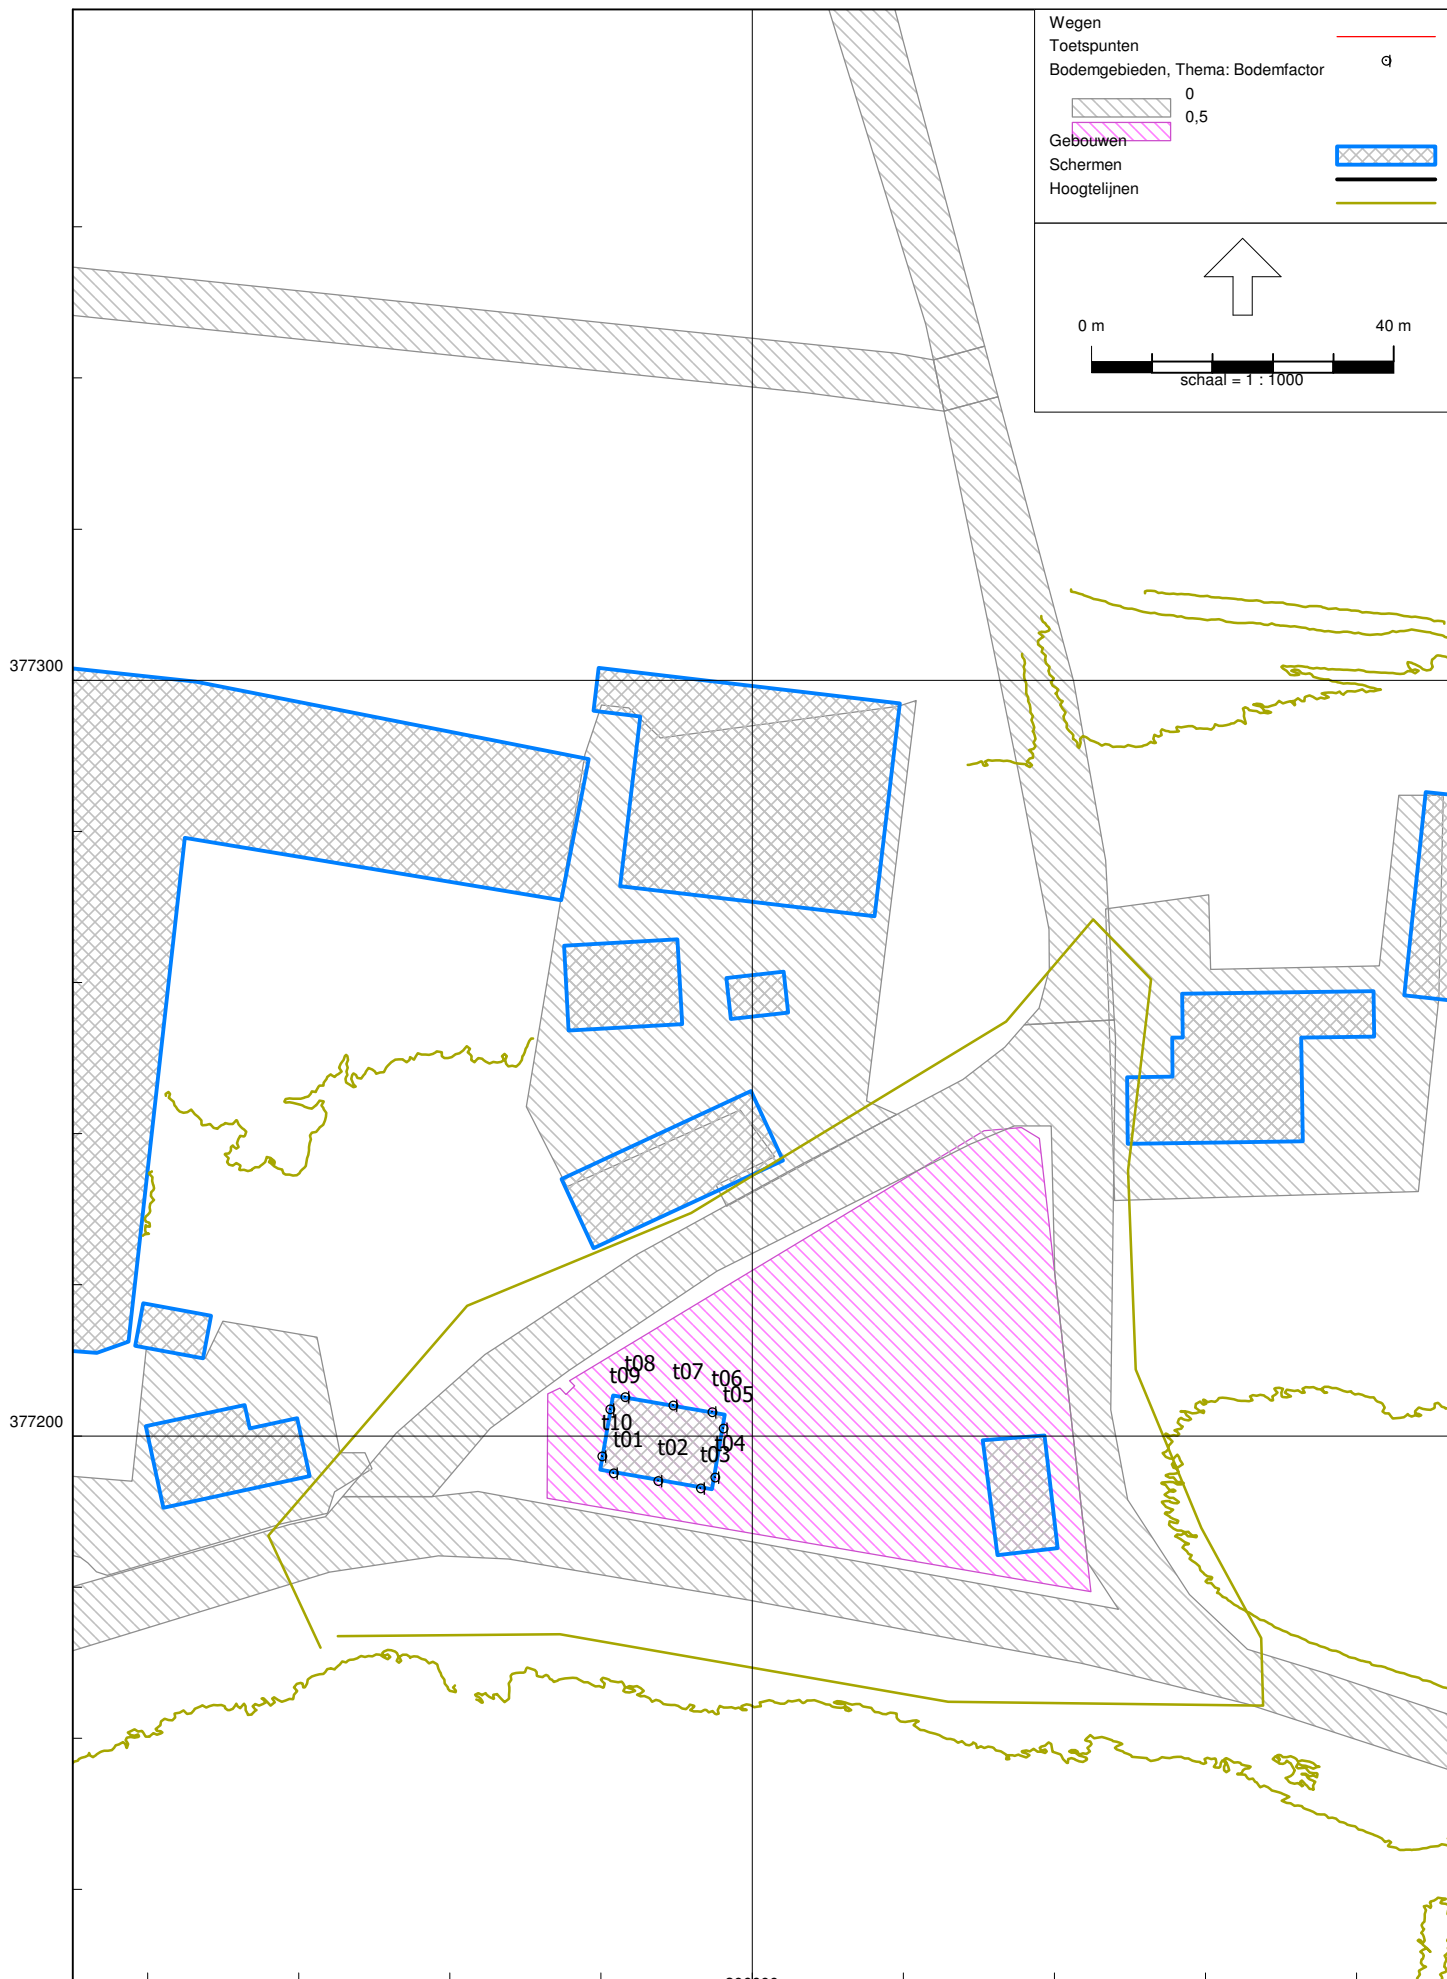 Wegen
Toetspunten
Bodemgebieden, Thema: Bodemfactor
0
0,5
Gebouwen
Schermen
Hoogtelijnen
0 m 40 m
schaal = 1 : 1000
377300
t08
t09 t07 t06
t05
377200
t10
t01 t02 t03 t04